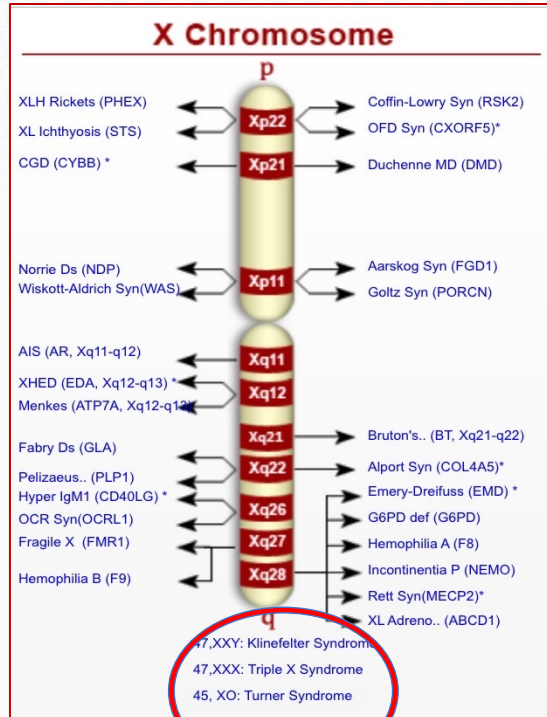 X Chromosome
p
XLH Rickets (PHEX)
XL Ichthyosis (STS)
CGD (CYBB) *
Xp22
Xp21
Coffin-Lowry Syn (RSK2)
OFD Syn (CXORF5)*
Duchenne MD (DMD)
Norrie Ds (NDP)
Wiskott-Aldrich Syn(WAS)
Xp11
Aarskog Syn (FGD1)
Goltz Syn (PORCN)
AIS (AR, Xq11-q12)
XHED (EDA, Xq12-q13) *
Menkes (ATP7A, Xq12-q13)
Xq11
Xq12
Xq21
Bruton's.. (BT, Xq21-q22)
Fabry Ds (GLA)
Pelizaeus.. (PLP1)
Hyper IgM1 (CD40LG) *
OCR Syn(OCRL1)
Fragile X (FMR1)
Hemophilia B (F9)
Xq22
Xq26
Xq27
Xq28
Alport Syn (COL4A5)*
Emery-Dreifuss (EMD) *
G6PD def (G6PD)
Hemophilia A (F8)
Incontinentia P (NEMO)
Rett Syn(MECP2)*
XL Adreno.. (ABCD1)
q
47,XXY: Klinefelter Syndrome
47,XXX: Triple X Syndrome
45, XO: Turner Syndrome